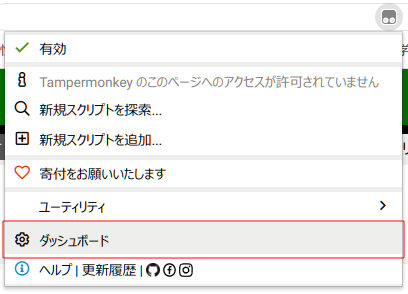 有効
Tampermonkey のこのページへのアクセスが許可されていません
新規スクリプトを探索...
新規スクリプトを追加...
寄付をお願いいたします
ユーティリティ
ダッシュボード
ヘルプ | 更新履歴 |